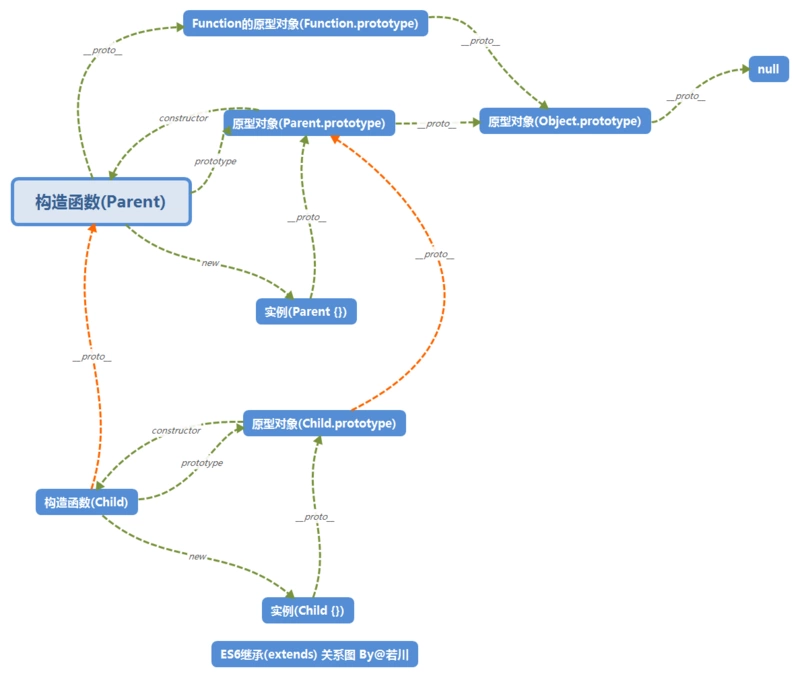 Function的原型对象(Function.prototype)
__proto__
__proto__
null
__proto__
constructor
原型对象(Parent.prototype)
__proto__
原型对象(Object.prototype)
prototype
构造函数(Parent)
__proto__
__proto__
new
实例(Parent {})
__proto__
原型对象(Child.prototype)
constructor
prototype
构造函数(Child)
__proto__
new
实例(Child {})
ES6继承(extends) 关系图 By@若川